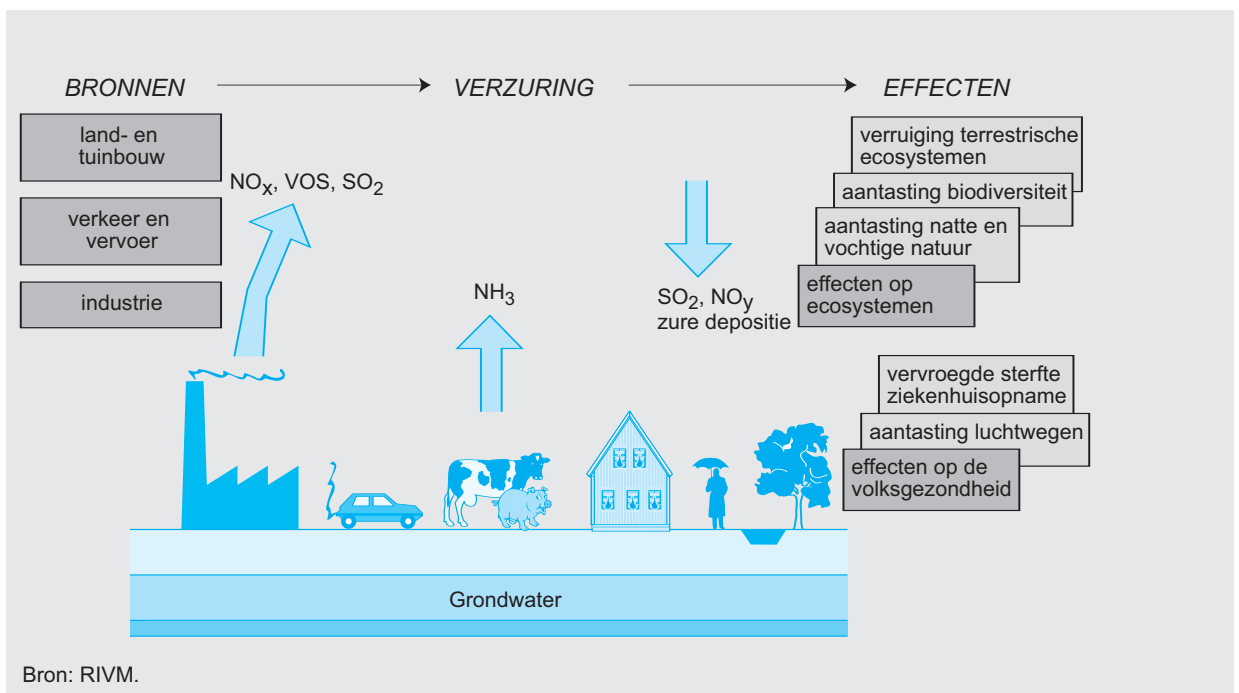 BRONNEN
VERZURING
EFFECTEN
land- en
tuinbouw
verkeer en
vervoer
industrie
NOx, VOS, SO2
NH3
SO2, NOy
zure depositie
verruiging terrestrische
ecosystemen
aantasting biodiversiteit
aantasting natte en
vochtige natuur
effecten op
ecosystemen
vervroegde sterfte
ziekenhuisopname
aantasting luchtwegen
effecten op de
volksgezondheid
Grondwater
Bron: RIVM.